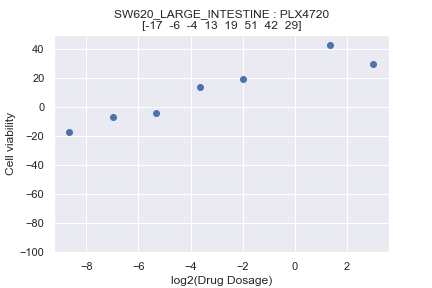 SW620_LARGE_INTESTINE : PLX4720
[-17 -6 -4 13 19 51 42 29]
40
20
0
−20
−40
−60
−80
−100
Cell viability
−8 −6 −4 −2 0 2
log2(Drug Dosage)